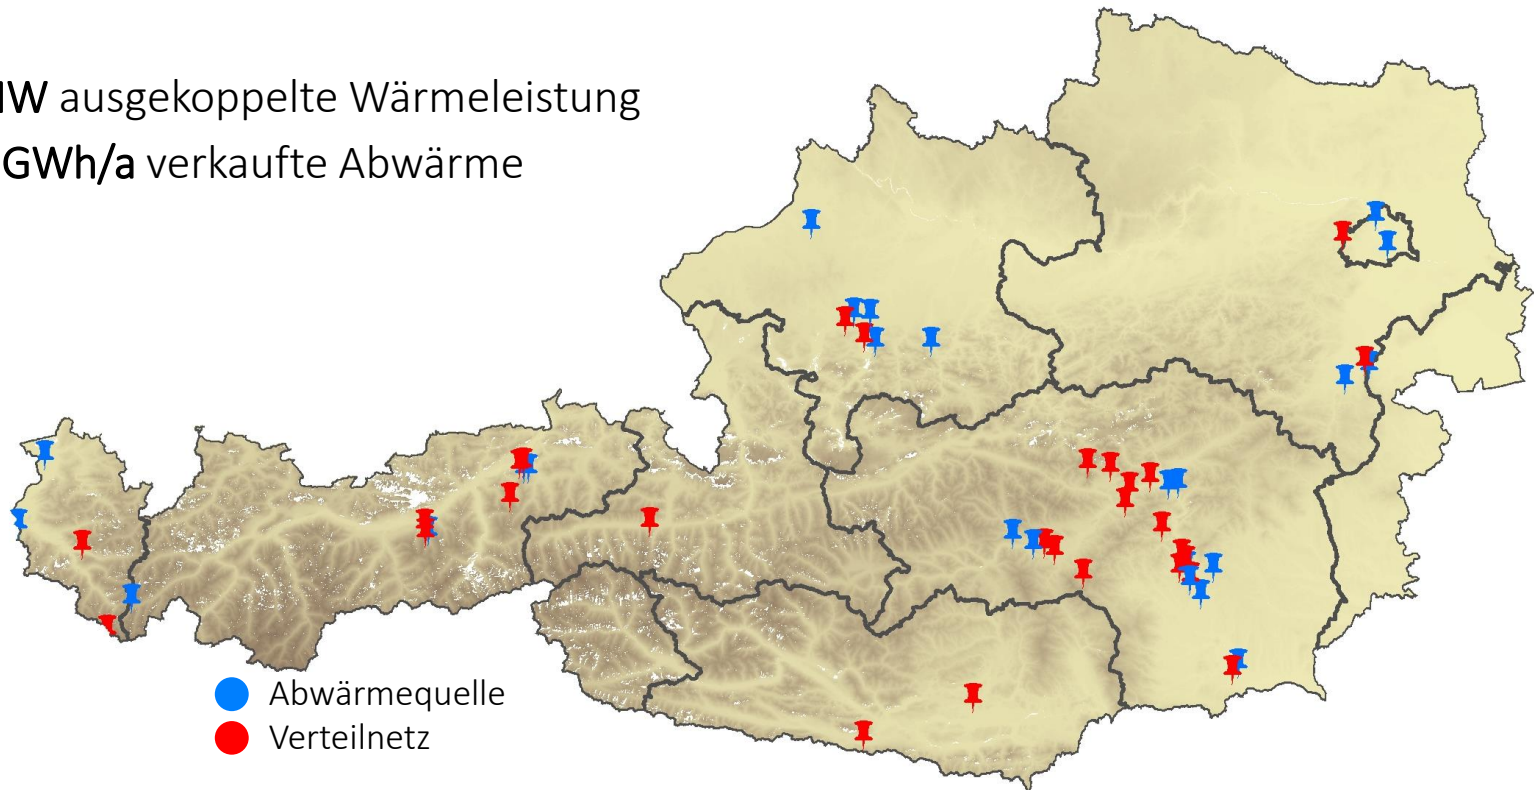 ausgekoppelte Wärmeleistung
GWh/a verkaufte Abwärme
Abwärmequelle
Verteilnetz